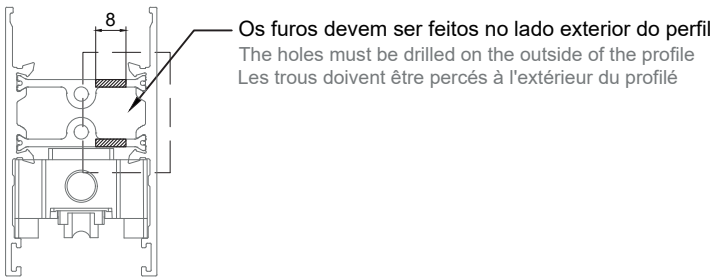 8
Os furos devem ser feitos no lado exterior do perfil
The holes must be drilled on the outside of the profile
Les trous doivent être percés à l'extérieur du profilé